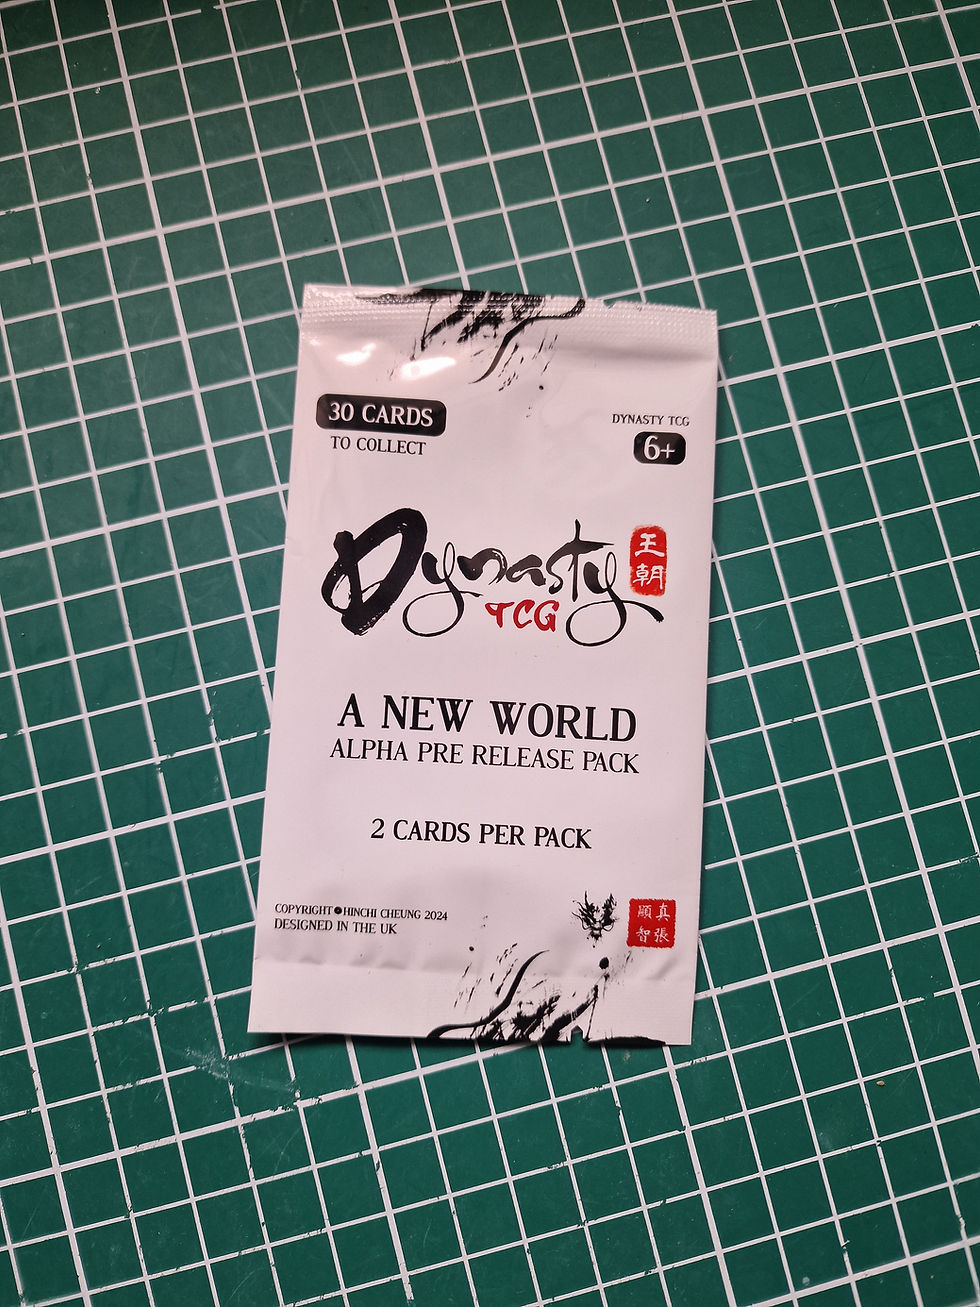 30 CARDS
TO COLLECT
DYNASTY TCG
6+
Dynasty
王
朝
TCG
A NEW WORLD
ALPHA PRE RELEASE PACK
2 CARDS PER PACK
COPYRIGHT●HINCHI CHEUNG 2024
DESIGNED IN THE UK
真張
顯智